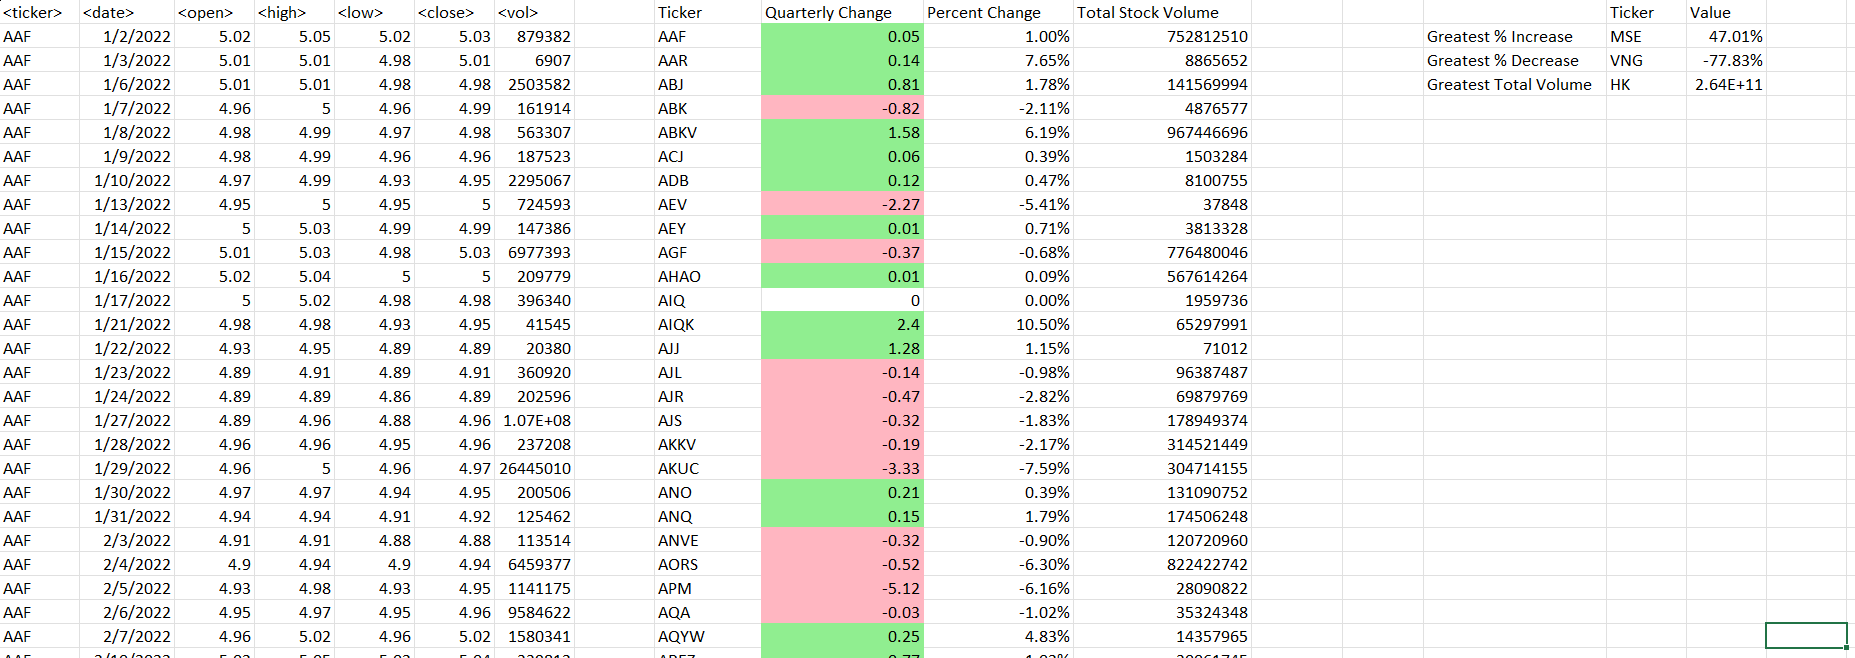 <ticker> <date> <open> <high> <low> <close> <vol> Ticker Quarterly Change Percent Change Total Stock Volume Ticker Value
AAF 1/2/2022 5.02 5.05 5.02 5.03 879382 AAF 0.05 1.00% 752812510 Greatest % Increase MSE 47.01%
AAF 1/3/2022 5.01 5.01 4.98 5.01 6907 AAR 0.14 7.65% 8865652 Greatest % Decrease VNG -77.83%
AAF 1/6/2022 5.01 5.01 4.98 4.98 2503582 ABJ 0.81 1.78% 141569994 Greatest Total Volume HK 2.64E+11
AAF 1/7/2022 4.96 5 4.96 4.99 161914 ABK -0.82 -2.11% 4876577
AAF 1/8/2022 4.98 4.99 4.97 4.98 563307 ABKV 1.58 6.19% 967446696
AAF 1/9/2022 4.98 4.99 4.96 4.96 187523 ACJ 0.06 0.39% 1503284
AAF 1/10/2022 4.97 4.99 4.93 4.95 2295067 ADB 0.12 0.47% 8100755
AAF 1/13/2022 4.95 5 4.95 5 724593 AEV -2.27 -5.41% 37848
AAF 1/14/2022 5 5.03 4.99 4.99 147386 AEY 0.01 0.71% 3813328
AAF 1/15/2022 5.01 5.03 4.98 5.03 6977393 AGF -0.37 -0.68% 776480046
AAF 1/16/2022 5.02 5.04 5 5 209779 AHAO 0.01 0.09% 567614264
AAF 1/17/2022 5 5.02 4.98 4.98 396340 AIQ 0 0.00% 1959736
AAF 1/21/2022 4.98 4.98 4.93 4.95 41545 AIQK 2.4 10.50% 65297991
AAF 1/22/2022 4.93 4.95 4.89 4.89 20380 AJJ 1.28 1.15% 71012
AAF 1/23/2022 4.89 4.91 4.89 4.91 360920 AJL -0.14 -0.98% 96387487
AAF 1/24/2022 4.89 4.89 4.86 4.89 202596 AJR -0.47 -2.82% 69879769
AAF 1/27/2022 4.89 4.96 4.88 4.96 1.07E+08 AJS -0.32 -1.83% 178949374
AAF 1/28/2022 4.96 4.96 4.95 4.96 237208 AKKV -0.19 -2.17% 314521449
AAF 1/29/2022 4.96 5 4.96 4.97 26445010 AKUC -3.33 -7.59% 304714155
AAF 1/30/2022 4.97 4.97 4.94 4.95 200506 ANO 0.21 0.39% 131090752
AAF 1/31/2022 4.94 4.94 4.91 4.92 125462 ANQ 0.15 1.79% 174506248
AAF 2/3/2022 4.91 4.91 4.88 4.88 113514 ANVE -0.32 -0.90% 120720960
AAF 2/4/2022 4.9 4.94 4.9 4.94 6459377 AORS -0.52 -6.30% 822422742
AAF 2/5/2022 4.93 4.98 4.93 4.95 1141175 APM -5.12 -6.16% 28090822
AAF 2/6/2022 4.95 4.97 4.95 4.96 9584622 AQA -0.03 -1.02% 35324348
AAF 2/7/2022 4.96 5.02 4.96 5.02 1580341 AQYW 0.25 4.83% 14357965